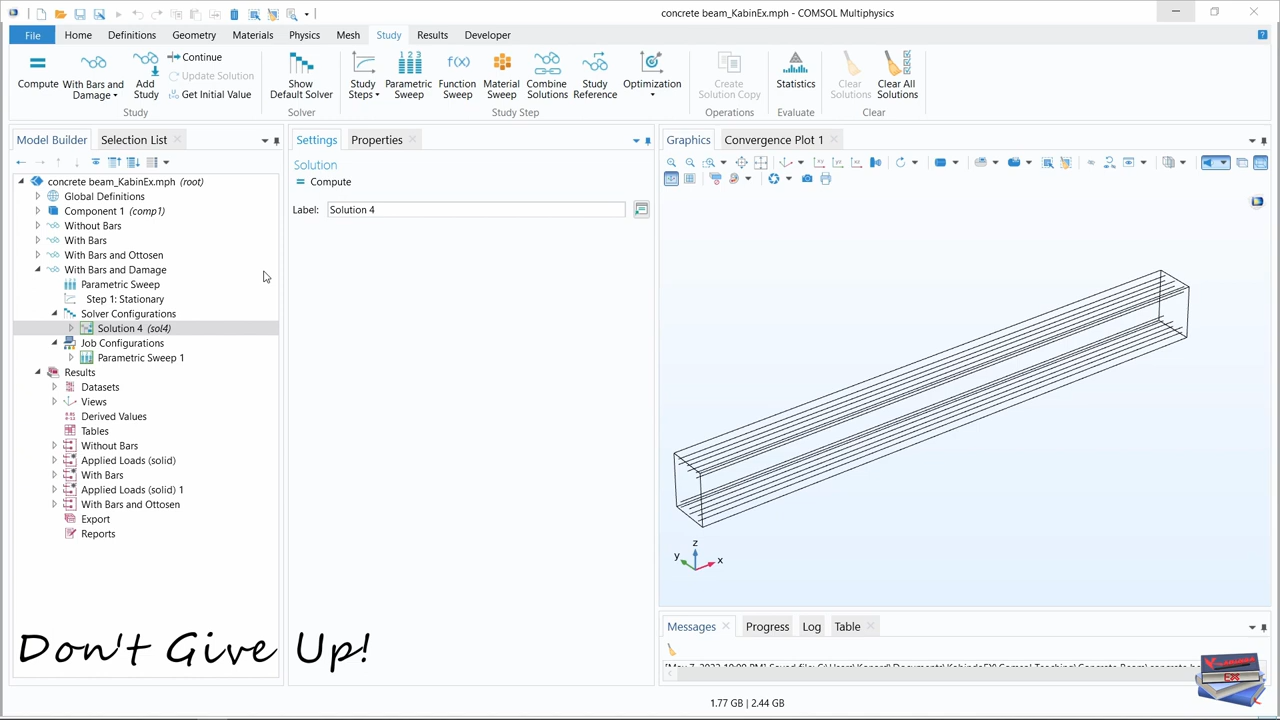 concrete beam_KabinEx.mph - COMSOL Multiphysics
File Home Definitions Geometry Materials Physics Mesh Study Results Developer
Compute
With Bars and Damage
Add Study
Continue
Update Solution
Get Initial Value
Study
Show Default Solver
Solver
Study Steps
Parametric Sweep
Function Sweep
Material Sweep
Combine Solutions
Study Reference
Optimization
Study Step
Create Solution Copy
Operations
Statistics
Evaluate
Clear Solutions
Clear All Solutions
Clear
Model Builder
Selection List
concrete beam_KabinEx.mph (root)
Global Definitions
Component 1 (comp1)
Without Bars
With Bars
With Bars and Ottosen
With Bars and Damage
Parametric Sweep
Step 1: Stationary
Solver Configurations
Solution 4 (sol4)
Job Configurations
Parametric Sweep 1
Results
Datasets
Views
Derived Values
Tables
Without Bars
Applied Loads (solid)
With Bars
Applied Loads (solid) 1
With Bars and Ottosen
Export
Reports
Don't Give Up!
Settings
Properties
Solution
Compute
Label: Solution 4
Graphics
Convergence Plot 1
z
y
x
Messages
Progress
Log
Table
1.77 GB | 2.44 GB